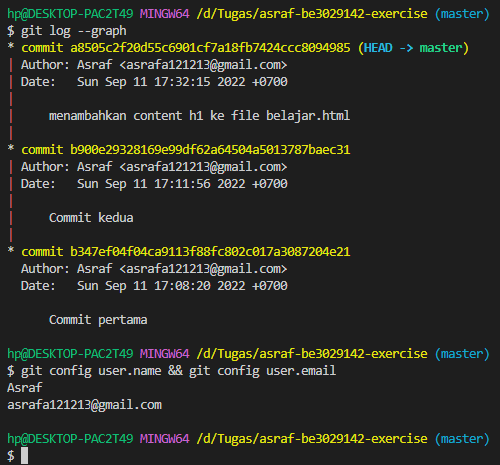 hp@DESKTOP-PAC2T49 MINGW64 /d/Tugas/asraf-be3029142-exercise (master)
$ git log --graph
* commit a8505c2f20d55c6901cf7a18fb7424ccc8094985 (HEAD -> master)
| Author: Asraf <asrafa121213@gmail.com>
| Date:   Sun Sep 11 17:32:15 2022 +0700
|
|     menambahkan content h1 ke file belajar.html
|
* commit b900e29328169e99df62a64504a5013787baec31
| Author: Asraf <asrafa121213@gmail.com>
| Date:   Sun Sep 11 17:11:56 2022 +0700
|
|     Commit kedua
|
* commit b347ef04f04ca9113f88fc802c017a3087204e21
  Author: Asraf <asrafa121213@gmail.com>
  Date:   Sun Sep 11 17:08:20 2022 +0700

      Commit pertama

hp@DESKTOP-PAC2T49 MINGW64 /d/Tugas/asraf-be3029142-exercise (master)
$ git config user.name && git config user.email
Asraf
asrafa121213@gmail.com

hp@DESKTOP-PAC2T49 MINGW64 /d/Tugas/asraf-be3029142-exercise (master)
$